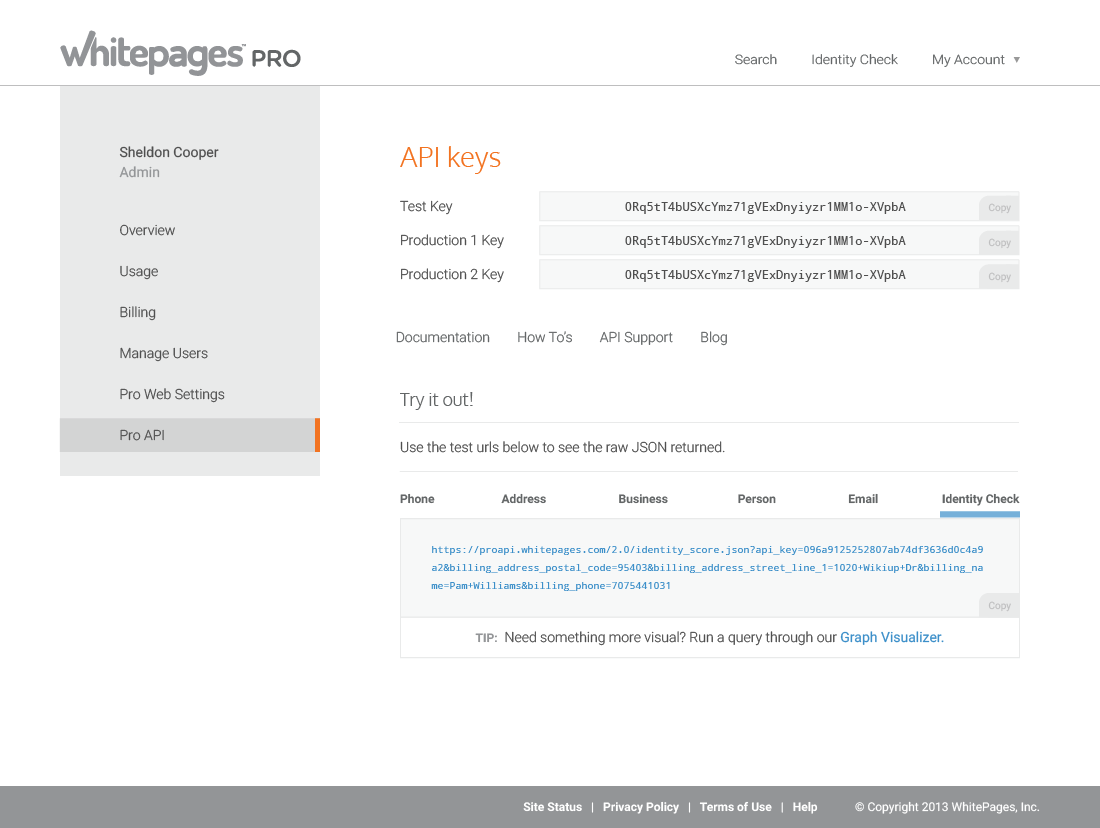 whitepages™ PRO
Search Identity Check My Account ▼
Sheldon Cooper
Admin
Overview
Usage
Billing
Manage Users
Pro Web Settings
Pro API
API keys
Test Key 0Rq5tT4bUSXcYmz71gVExDnyiyzr1MM1o-XVpbA Copy
Production 1 Key 0Rq5tT4bUSXcYmz71gVExDnyiyzr1MM1o-XVpbA Copy
Production 2 Key 0Rq5tT4bUSXcYmz71gVExDnyiyzr1MM1o-XVpbA Copy
Documentation How To's API Support Blog
Try it out!
Use the test urls below to see the raw JSON returned.
Phone Address Business Person Email Identity Check
https://proapi.whitepages.com/2.0/identity_score.json?api_key=096a9125252807ab74df3636d0c4a9
a2&billing_address_postal_code=95403&billing_address_street_line_1=1020+Wikiup+Dr&billing_na
me=Pam+Williams&billing_phone=7075441031
Copy
TIP: Need something more visual? Run a query through our Graph Visualizer.
Site Status | Privacy Policy | Terms of Use | Help © Copyright 2013 WhitePages, Inc.